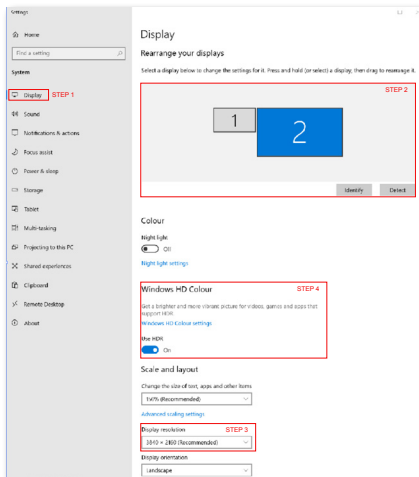 Settings
Home
Find a setting
System
Display STEP 1
Sound
Notifications & actions
Focus assist
Power & sleep
Storage
Tablet
Multi-tasking
Projecting to this PC
Shared experiences
Clipboard
Remote Desktop
About
Display
Rearrange your displays
Select a display below to change the settings for it. Press and hold (or select) a display, then drag to rearrange it.
STEP 2
1
2
Identify Detect
Colour
Night light
Off
Night light settings
Windows HD Colour STEP 4
Get a brighter and more vibrant picture for videos, games and apps that
support HDR.
Windows HD Colour settings
Use HDR
On
Scale and layout
Change the size of text, apps and other items
150% (Recommended)
Advanced scaling settings
Display resolution STEP 3
3840 × 2160 (Recommended)
Display orientation
Landscape